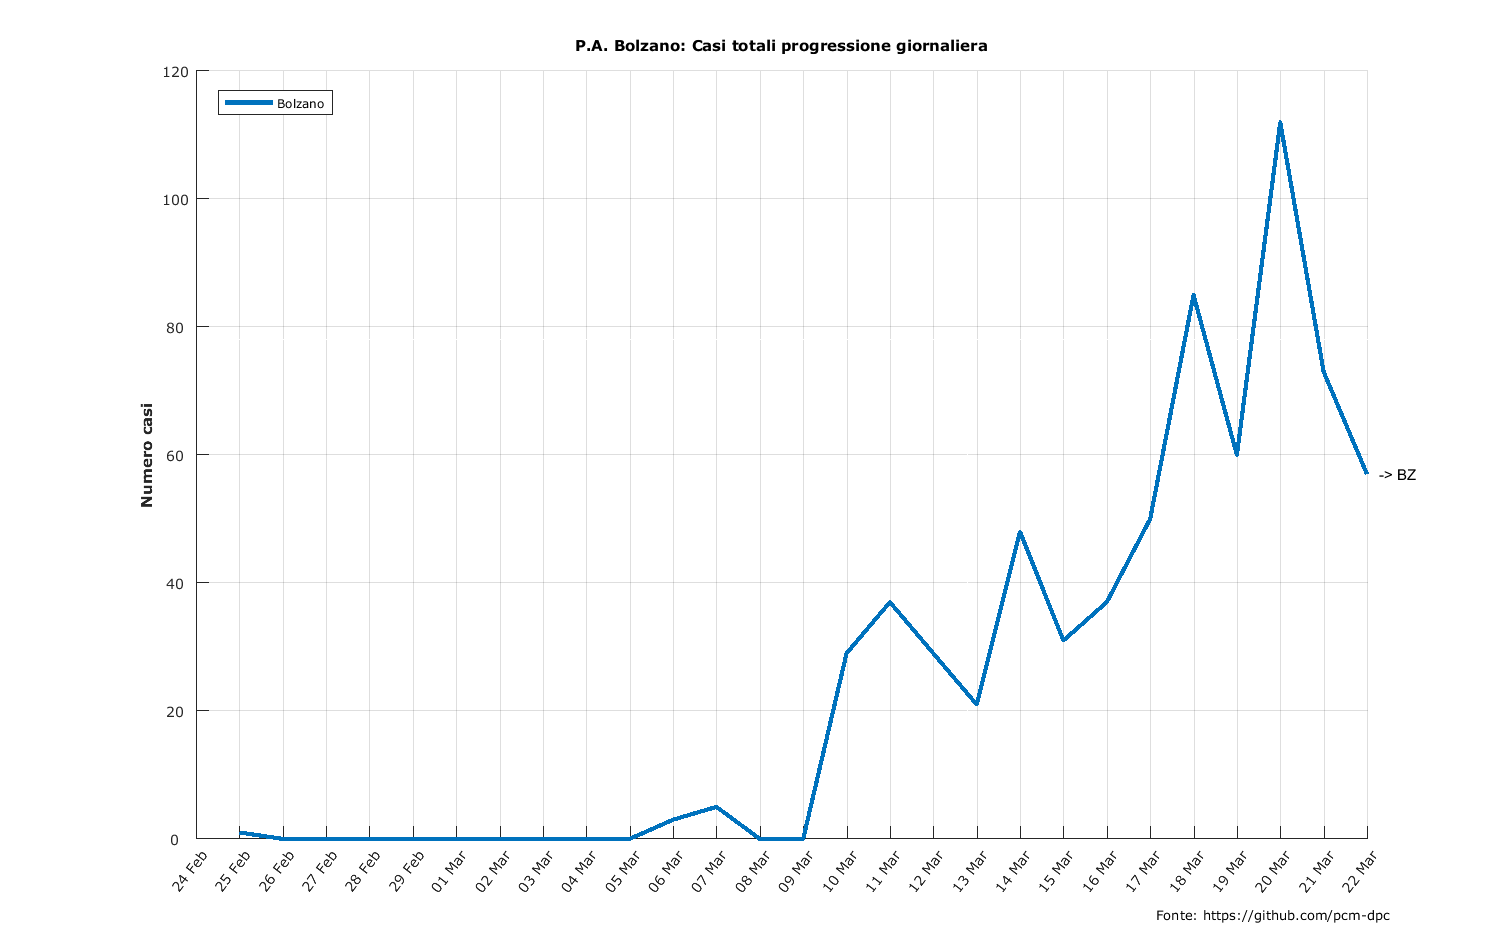 P.A. Bolzano: Casi totali progressione giornaliera
Bolzano
Numero casi
120
100
80
60
40
20
0
-> BZ
24 Feb
25 Feb
26 Feb
27 Feb
28 Feb
29 Feb
01 Mar
02 Mar
03 Mar
04 Mar
05 Mar
06 Mar
07 Mar
08 Mar
09 Mar
10 Mar
11 Mar
12 Mar
13 Mar
14 Mar
15 Mar
16 Mar
17 Mar
18 Mar
19 Mar
20 Mar
21 Mar
22 Mar
Fonte: https://github.com/pcm-dpc